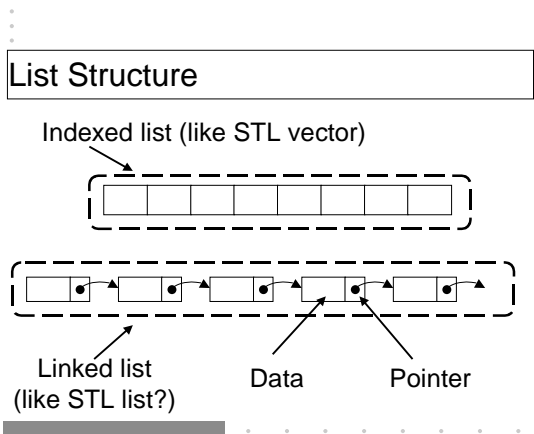 List Structure
Indexed list (like STL vector)
Linked list
(like STL list?)
Data
Pointer